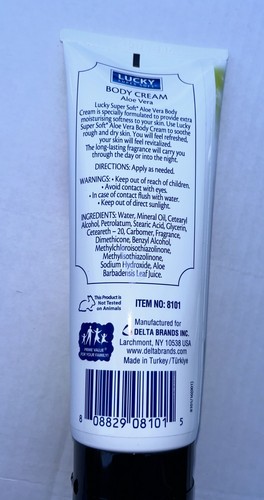 LUCKY
BODY CREAM
Aloe Vera
Lucky Super Soft® Aloe Vera Body
Cream is specially formulated to provide extra
moisturising softness to your skin. Use Lucky
Super Soft® Aloe Vera Body Cream to soothe
rough and dry skin. You will feel refreshed,
your skin will feel revitalized.
The long-lasting fragrance will carry you
through the day or into the night.
DIRECTIONS: Apply as needed.
WARNINGS: • Keep out of reach of children.
• Avoid contact with eyes.
• In case of contact flush with water.
• Keep out of direct sunlight.
INGREDIENTS: Water, Mineral Oil, Cetearyl
Alcohol, Petrolatum, Stearic Acid, Glycerin,
Ceteareth – 20, Carbomer, Fragrance,
Dimethicone, Benzyl Alcohol,
Methylchloroisothiazolinone,
Methylisothiazolinone,
Sodium Hydroxide, Aloe
Barbadensis Leaf Juice.
This Product is
Not Tested
on Animals
ITEM NO: 8101
Manufactured for
DELTA BRANDS INC.
Larchmont, NY 10538 USA
www.deltabrands.com
Made in Turkey /Türkiye
PRIME VALUE
FOR YOUR FAMILY!
8 08829 08101 5